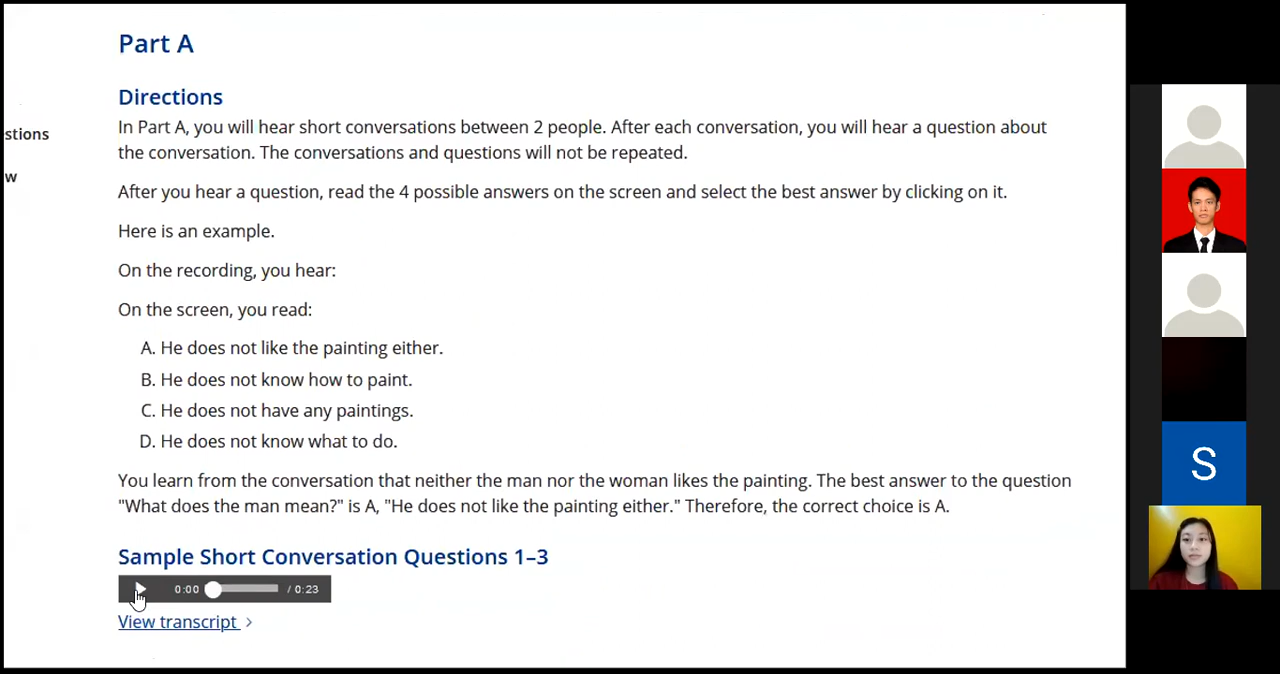 Part A
Directions
In Part A, you will hear short conversations between 2 people. After each conversation, you will hear a question about
the conversation. The conversations and questions will not be repeated.
stions
w
After you hear a question, read the 4 possible answers on the screen and select the best answer by clicking on it.
Here is an example.
On the recording, you hear:
On the screen, you read:
A. He does not like the painting either.
B. He does not know how to paint.
C. He does not have any paintings.
D. He does not know what to do.
You learn from the conversation that neither the man nor the woman likes the painting. The best answer to the question
"What does the man mean?" is A, "He does not like the painting either." Therefore, the correct choice is A.
Sample Short Conversation Questions 1–3
0:00 / 0:23
View transcript
S